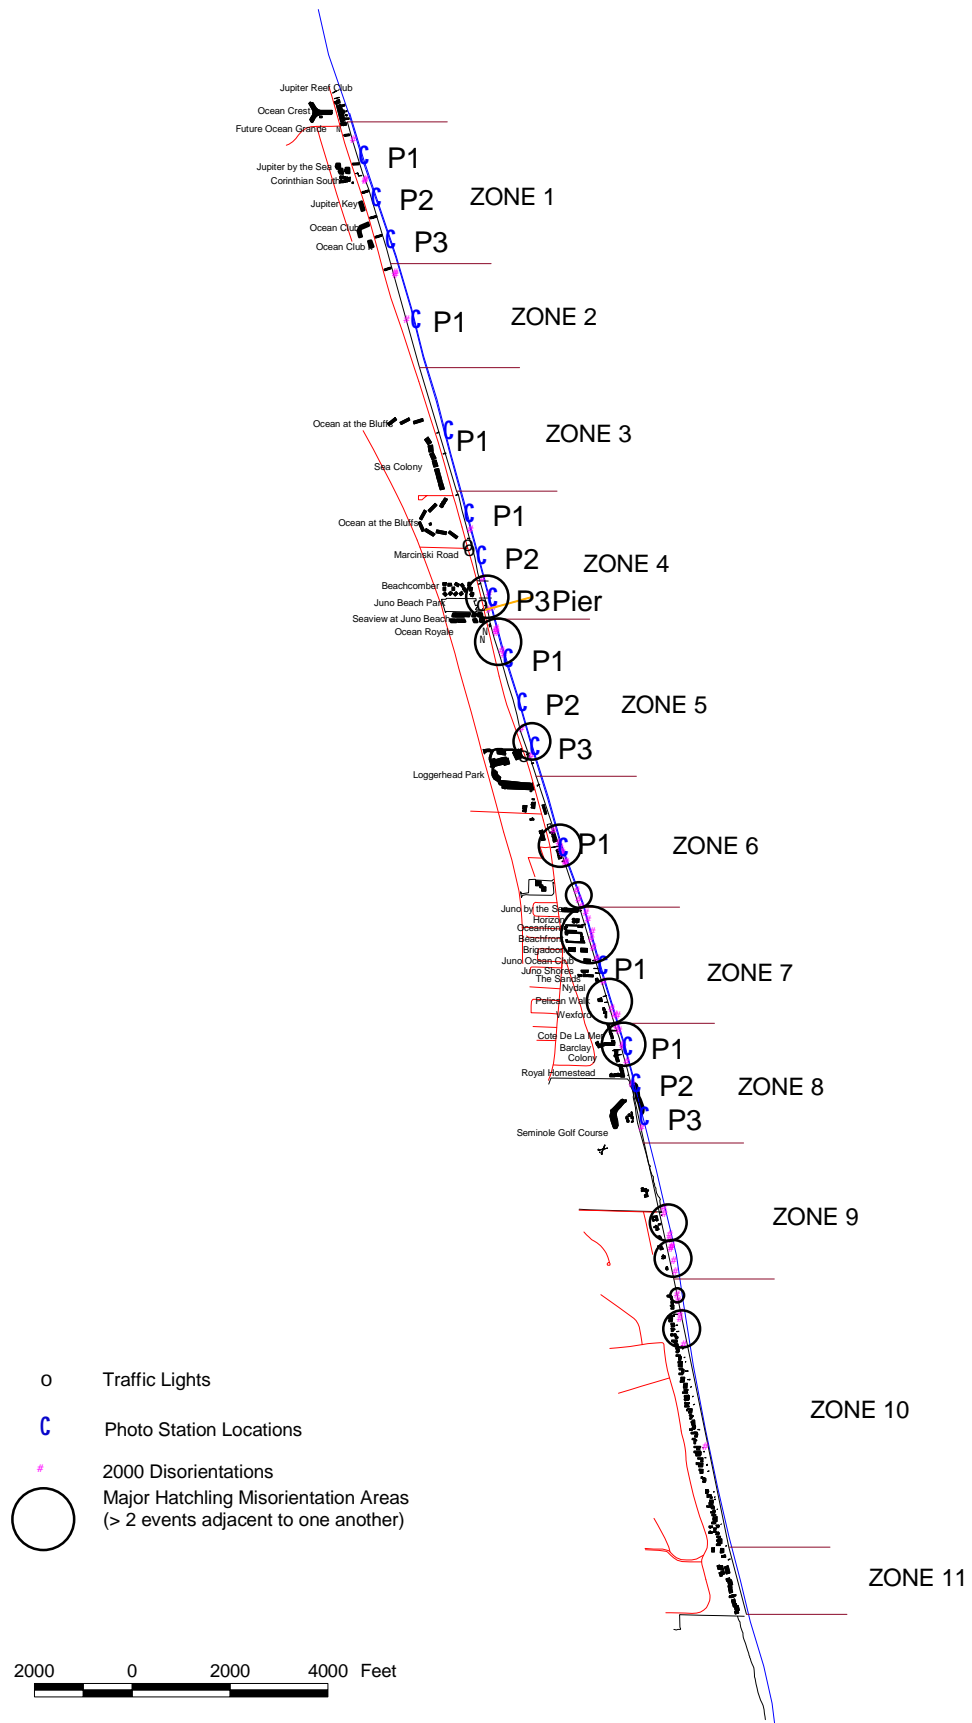 Jupiter Reef Club
Ocean Crest
Future Ocean Grande
N
P1
Jupiter by the Sea
Corinthian South
P2
ZONE 1
Jupiter Key
Ocean Club
P3
Ocean Club
P1
ZONE 2
Ocean at the Bluffs
P1
ZONE 3
Sea Colony
P1
Ocean at the Bluffs
Marcinski Road
P2
ZONE 4
Beachcomber
P3 Pier
Juno Beach Park
Seaview at Juno Beach
Ocean Royale
N
N
P1
P2
ZONE 5
P3
Loggerhead Park
P1
ZONE 6
Juno by the Sea
Horizon
Oceanfront
Beachfront
Brigadoon
Juno Ocean Club
P1
ZONE 7
Juno Shores
The Sands
Nydal
Pelican Walk
Wexford
Cote De La Mer
Barclay
P1
Colony
Royal Homestead
P2
ZONE 8
P3
Seminole Golf Course
ZONE 9
ZONE 10
ZONE 11
Traffic Lights
Photo Station Locations
# 2000 Disorientations
Major Hatchling Misorientation Areas
(> 2 events adjacent to one another)
2000 0 2000 4000 Feet